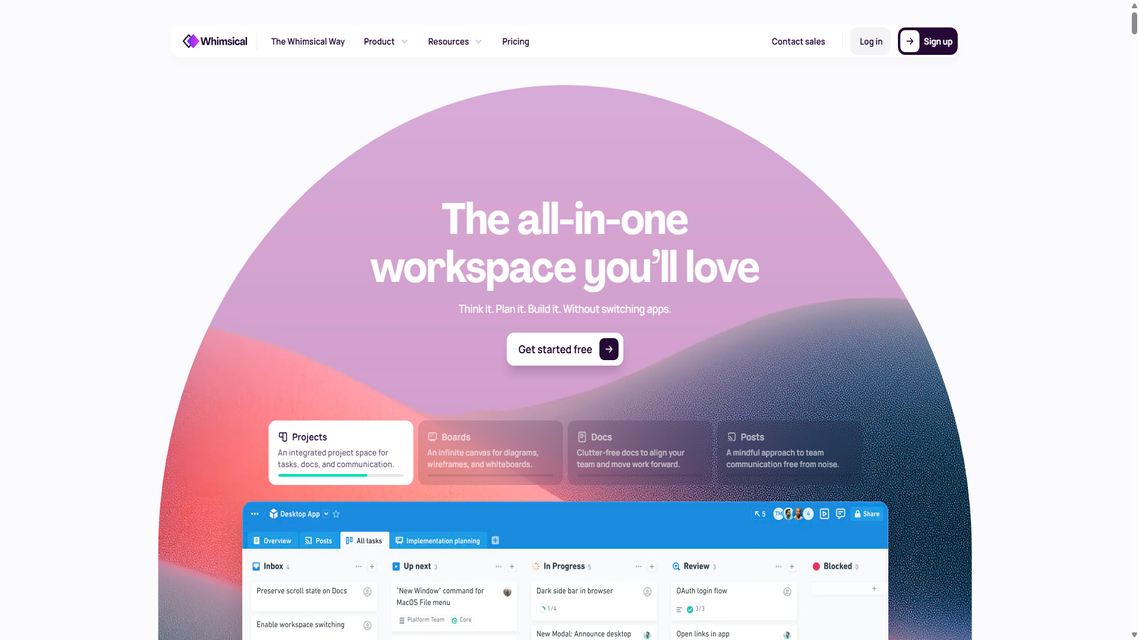 Whimsical
The Whimsical Way
Product
Resources
Pricing
Contact sales
Log in
Sign up
The all-in-one
workspace you'll love
Think it. Plan it. Build it. Without switching apps.
Get started free
Projects
An integrated project space for
tasks, docs, and communication.
Boards
An infinite canvas for diagrams,
wireframes, and whiteboards.
Docs
Clutter-free docs to align your
team and move work forward.
Posts
A mindful approach to team
communication free from noise.
Desktop App
5
TH
4
Share
Overview
Posts
All tasks
Implementation planning
Inbox 4
Up next 3
In Progress 5
Review 3
Blocked 0
Preserve scroll state on Docs
Enable workspace switching
"New Window" command for
MacOS File menu
Platform Team
Core
Dark side bar in browser
1/4
New Modal: Announce desktop
OAuth login flow
3/3
Open links in app